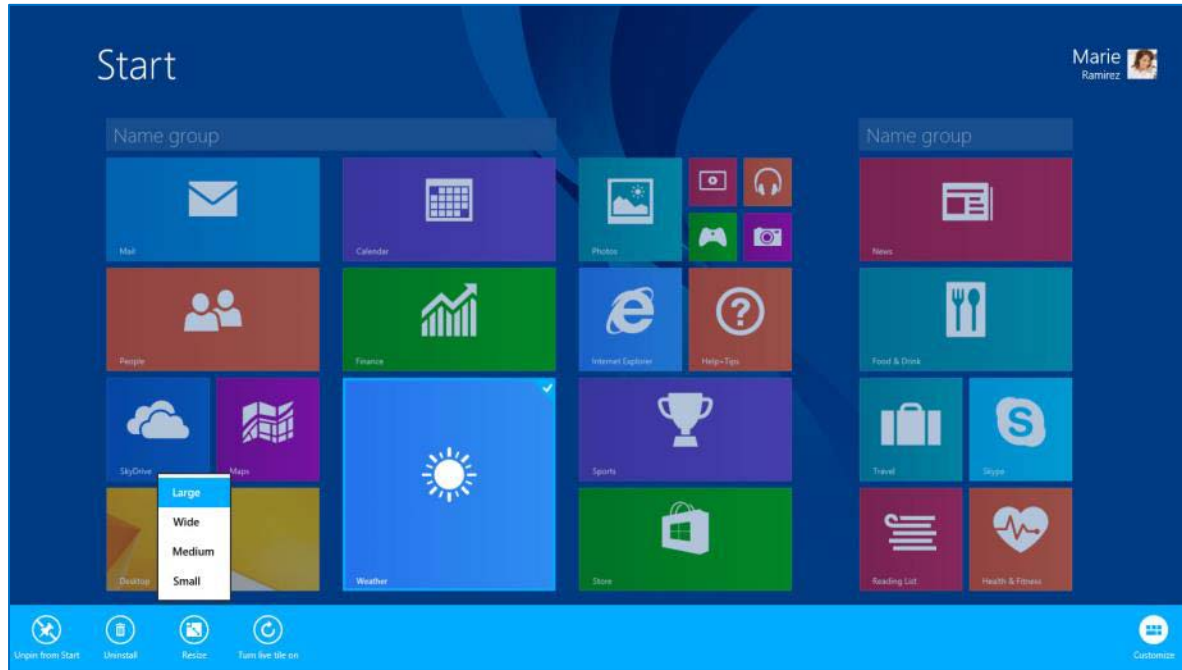 Start
Marie
Ramirez
Name group
Name group
Mail
Calendar
Photos
News
People
Finance
Internet Explorer
Help+Tips
Food & Drink
SkyDrive
Maps
Weather
Sports
Travel
Skype
Desktop
Store
Reading List
Health & Fitness
Large
Wide
Medium
Small
Unpin from Start
Uninstall
Resize
Turn live tile on
Customize